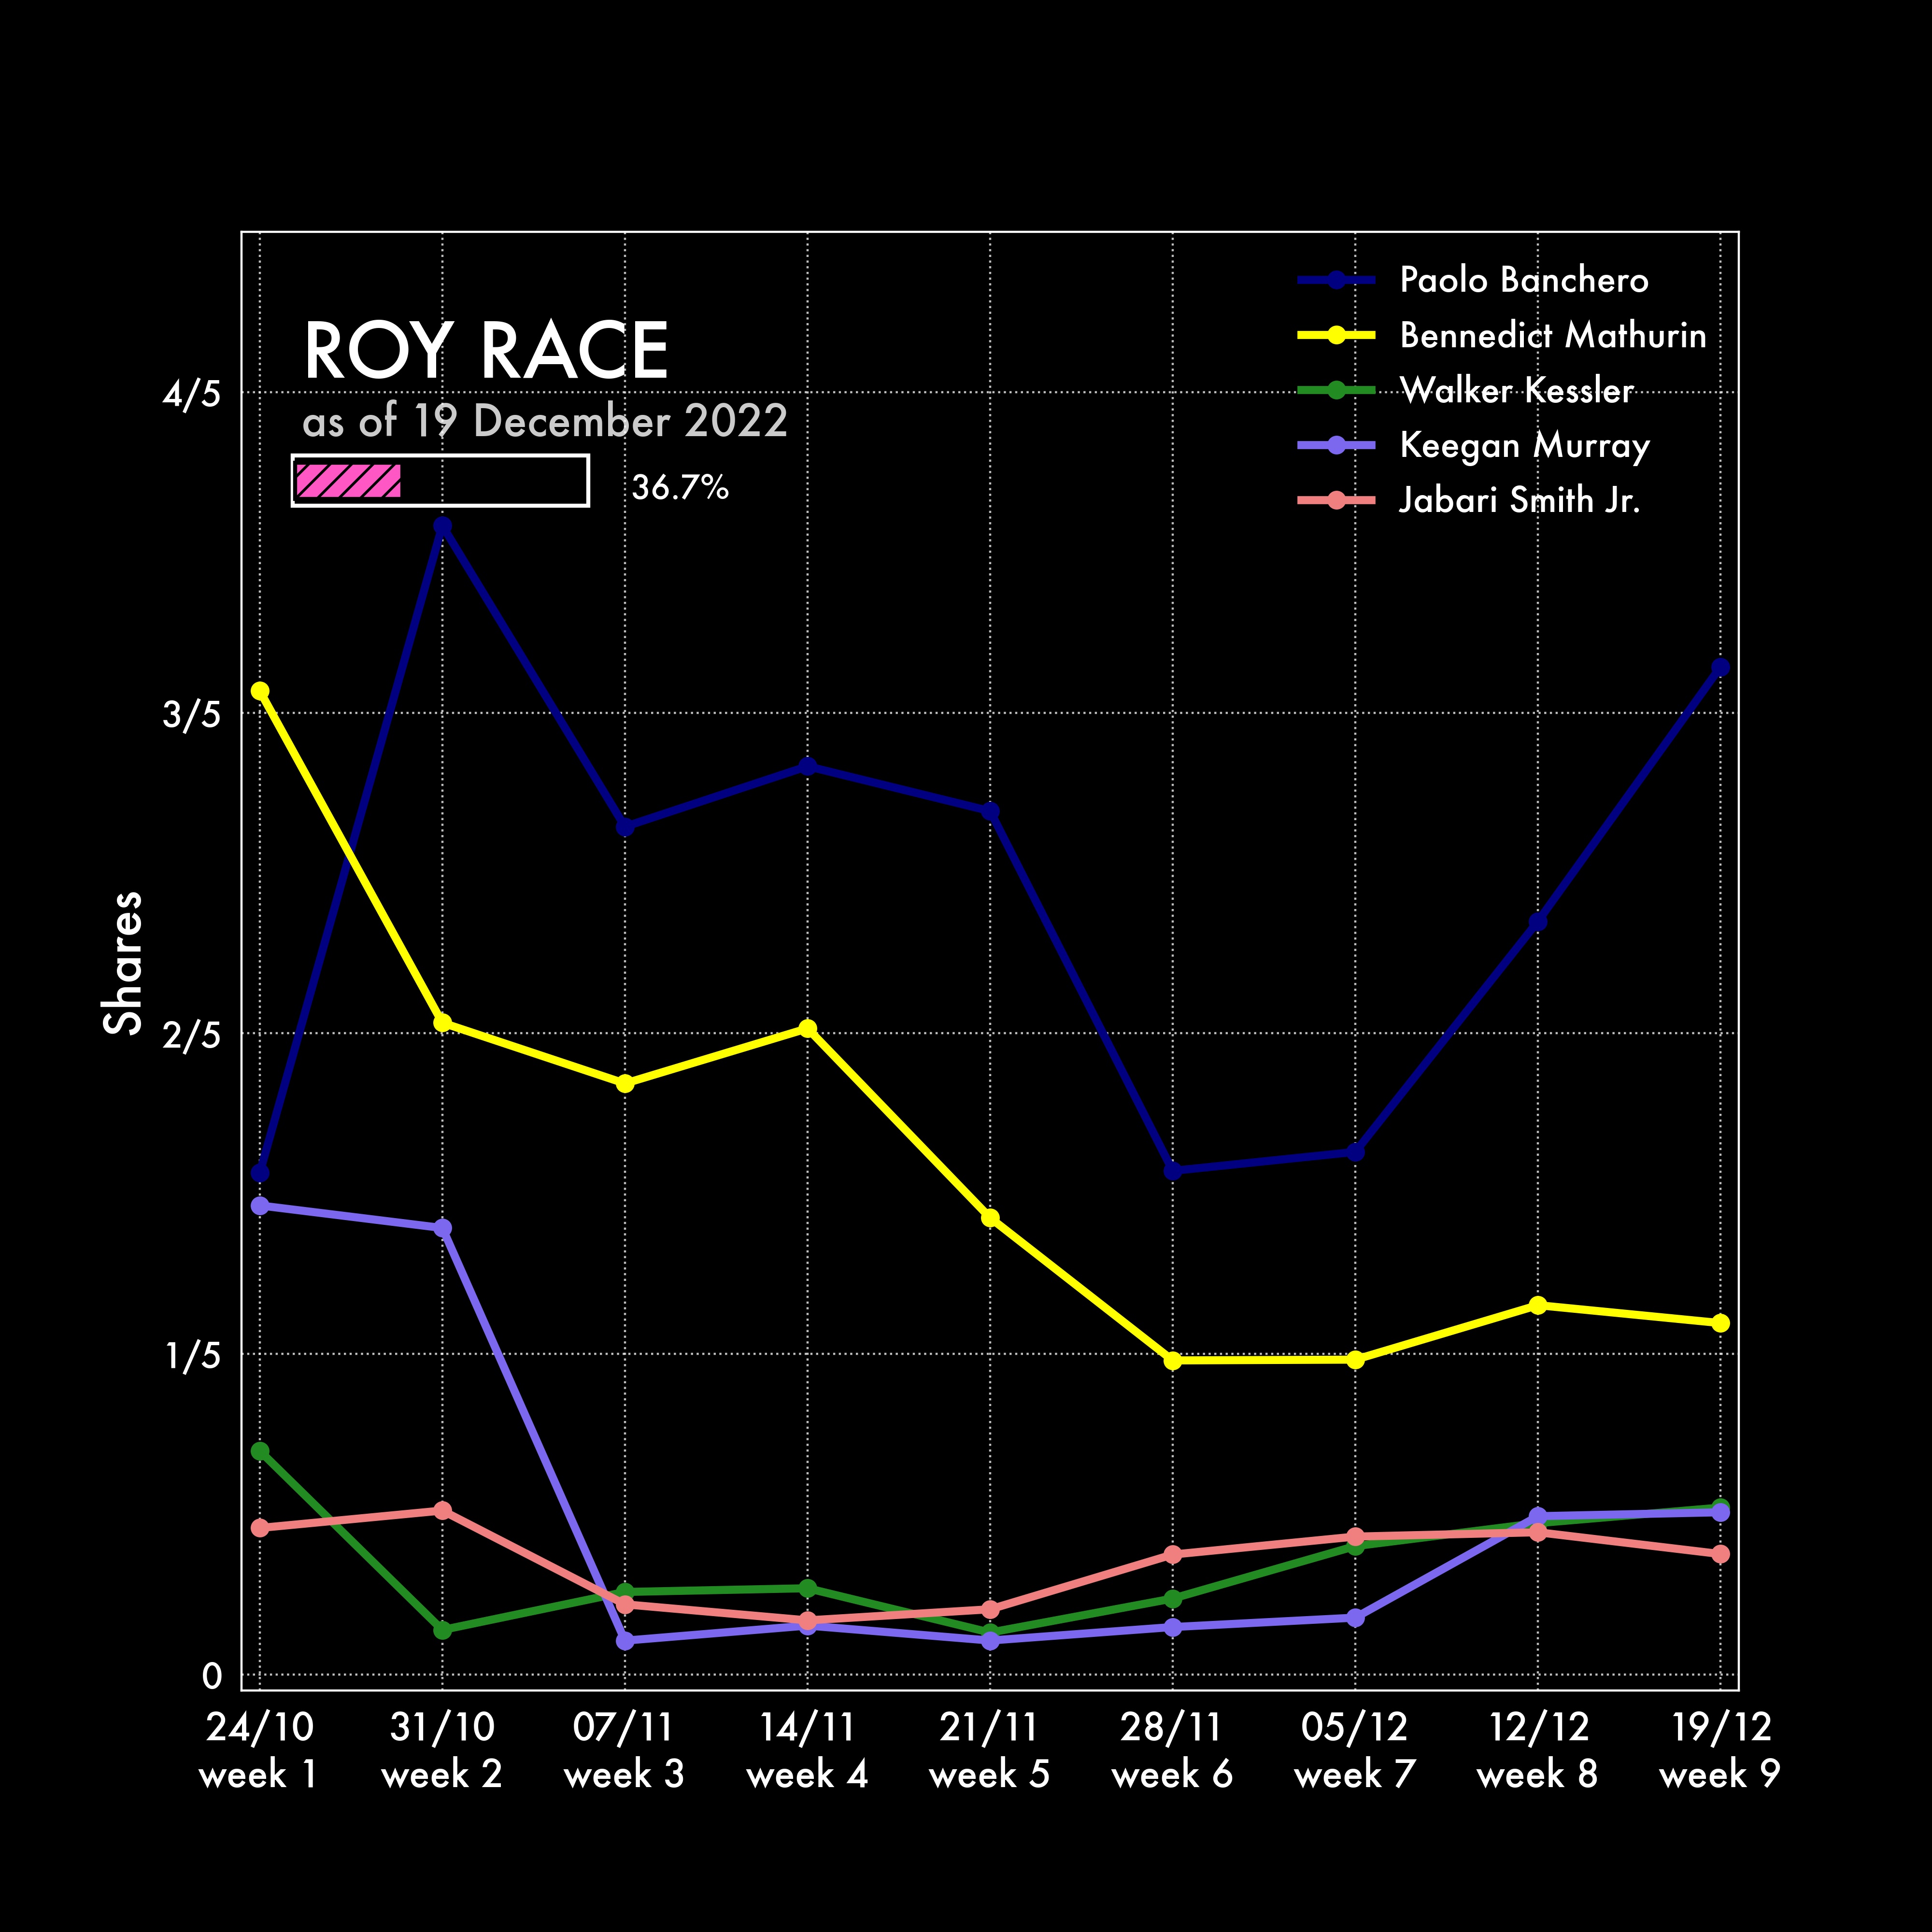 ROY RACE
as of 19 December 2022
36.7%
Paolo Banchero
Bennedict Mathurin
Walker Kessler
Keegan Murray
Jabari Smith Jr.
Shares
4/5
3/5
2/5
1/5
0
24/10 31/10 07/11 14/11 21/11 28/11 05/12 12/12 19/12
week 1 week 2 week 3 week 4 week 5 week 6 week 7 week 8 week 9